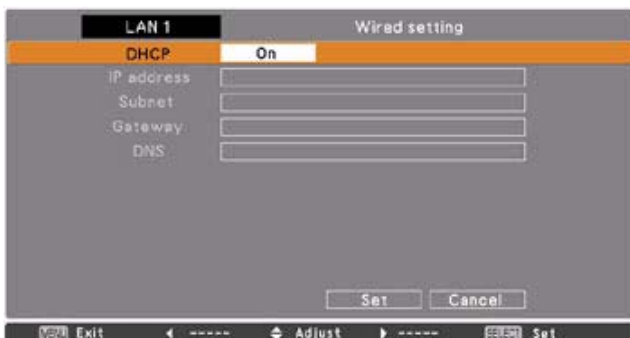 LAN 1 Wired setting
DHCP On
IP address
Subnet
Gateway
DNS
Set Cancel
MENU Exit ◀ ----- ◆ Adjust ▶ ----- SELECT Set